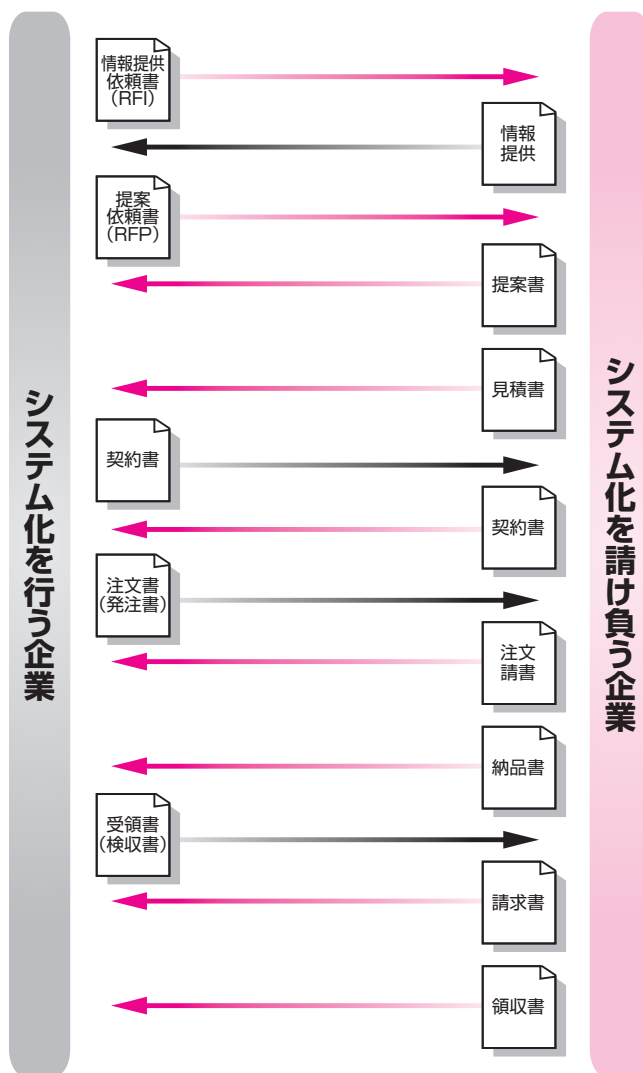 システム化を行う企業
情報提供
依頼書
(RFI)
情報
提供
提案
依頼書
(RFP)
提案書
見積書
契約書
契約書
注文書
(発注書)
注文
請書
納品書
受領書
(検収書)
請求書
領収書
システム化を請け負う企業